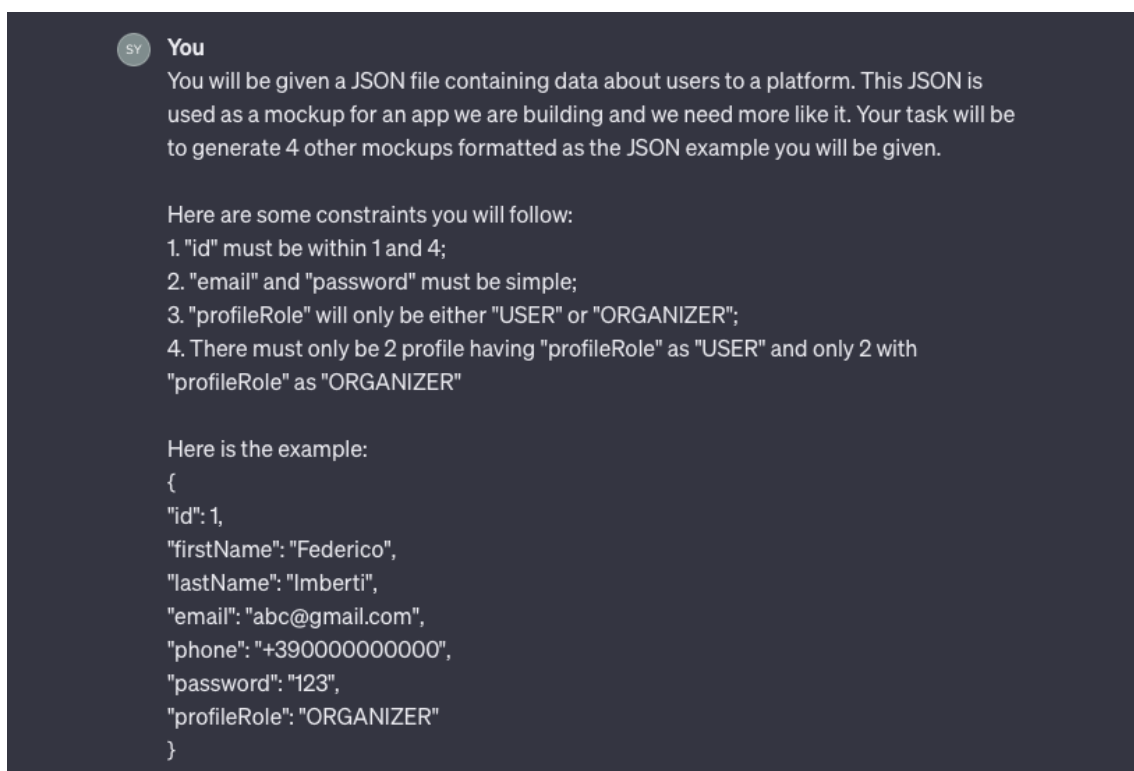 SY
You
You will be given a JSON file containing data about users to a platform. This JSON is
used as a mockup for an app we are building and we need more like it. Your task will be
to generate 4 other mockups formatted as the JSON example you will be given.
Here are some constraints you will follow:
1. "id" must be within 1 and 4;
2. "email" and "password" must be simple;
3. "profileRole" will only be either "USER" or "ORGANIZER";
4. There must only be 2 profile having "profileRole" as "USER" and only 2 with
"profileRole" as "ORGANIZER"
Here is the example:
{
"id": 1,
"firstName": "Federico",
"lastName": "Imberti",
"email": "abc@gmail.com",
"phone": "+390000000000",
"password": "123",
"profileRole": "ORGANIZER"
}